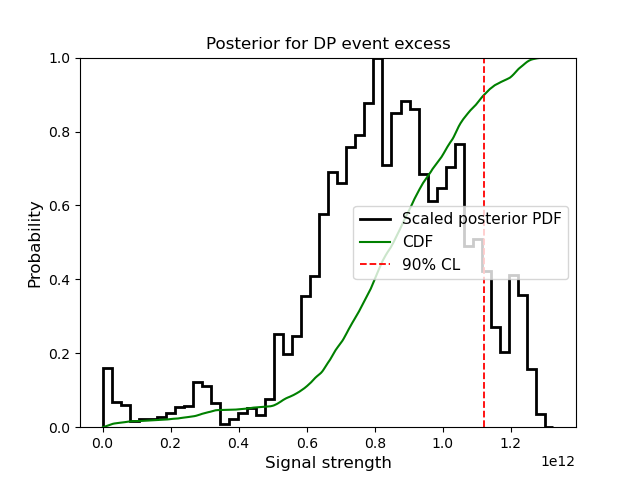 Posterior for DP event excess
Probability
1.0
0.8
0.6
0.4
0.2
0.0
Scaled posterior PDF
CDF
90% CL
0.0 0.2 0.4 0.6 0.8 1.0 1.2
1e12
Signal strength